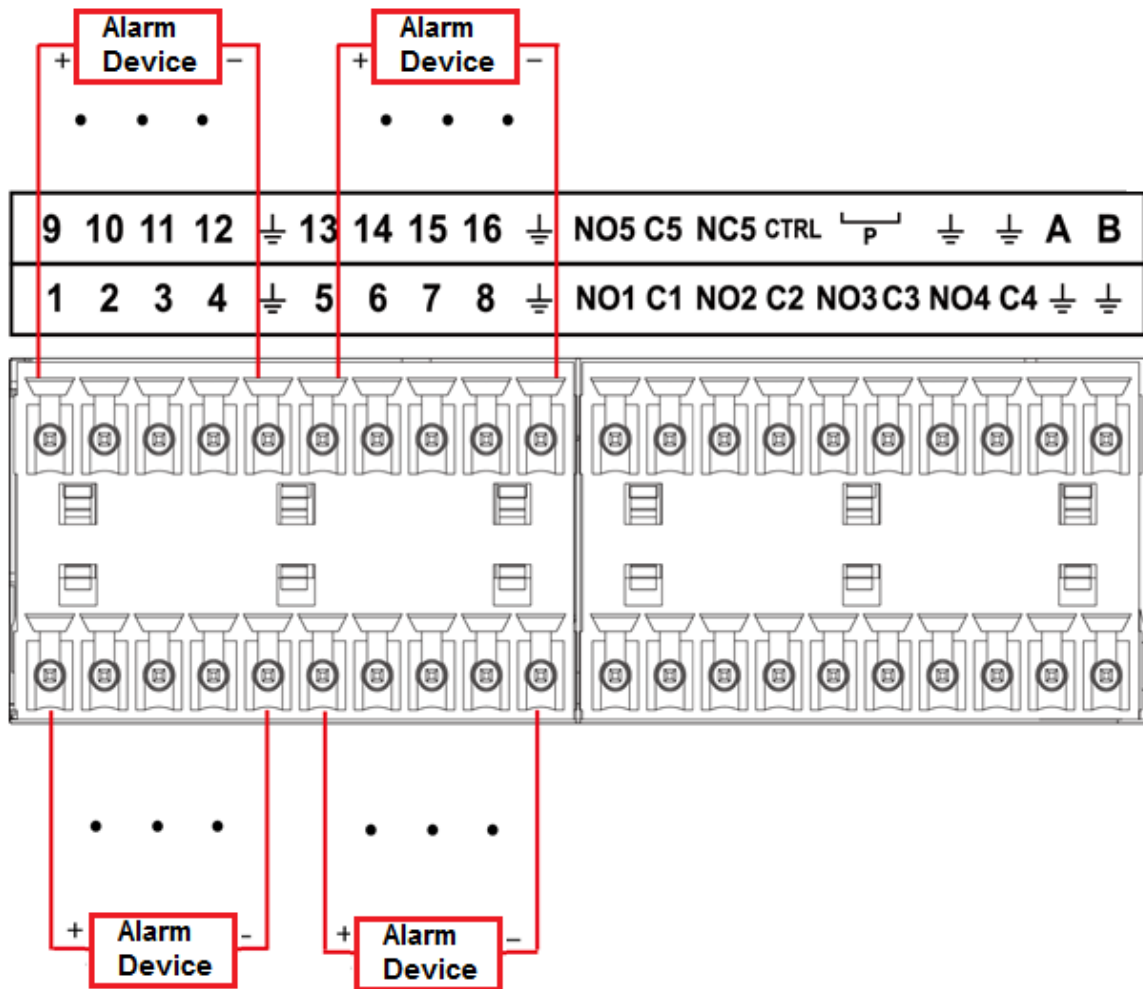 Alarm
Device
Alarm
Device
+ −
+ −
9 10 11 12 ⏚ 13 14 15 16 ⏚ NO5 C5 NC5 CTRL P ⏚ ⏚ A B
1 2 3 4 ⏚ 5 6 7 8 ⏚ NO1 C1 NO2 C2 NO3 C3 NO4 C4 ⏚ ⏚
+ -
+ −
Alarm
Device
Alarm
Device